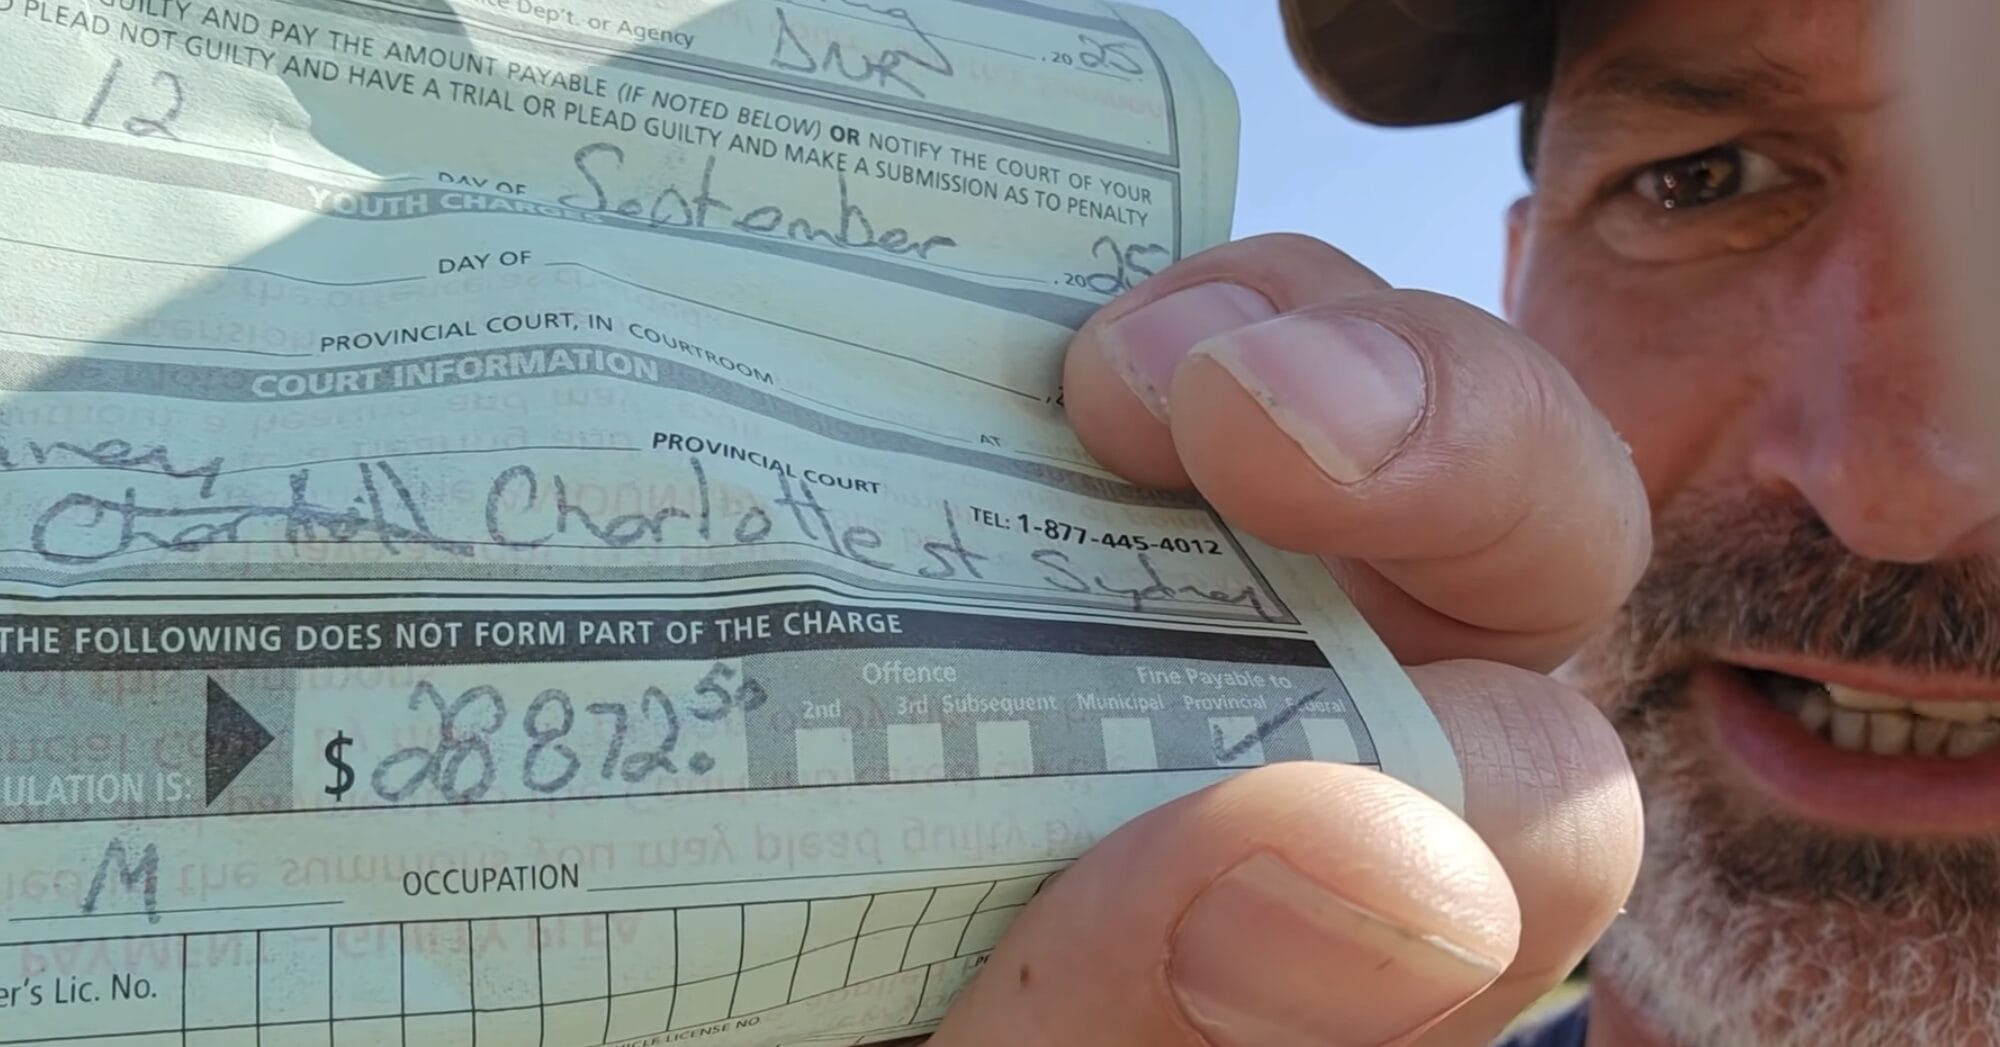 Dep't. or Agency DNR , 20 25
GUILTY AND PAY THE AMOUNT PAYABLE (IF NOTED BELOW) OR NOTIFY THE COURT OF YOUR
PLEAD NOT GUILTY AND HAVE A TRIAL OR PLEAD GUILTY AND MAKE A SUBMISSION AS TO PENALTY
12 DAY OF September , 20 25
YOUTH CHARGES
DAY OF
PROVINCIAL COURT, IN COURTROOM AT
COURT INFORMATION
PROVINCIAL COURT
Charlotte st Sydney TEL: 1-877-445-4012
THE FOLLOWING DOES NOT FORM PART OF THE CHARGE
Offence Fine Payable to
2nd 3rd Subsequent Municipal Provincial Federal
ULATION IS: $ 28872.50
M OCCUPATION
er's Lic. No.
LICENSE NO.